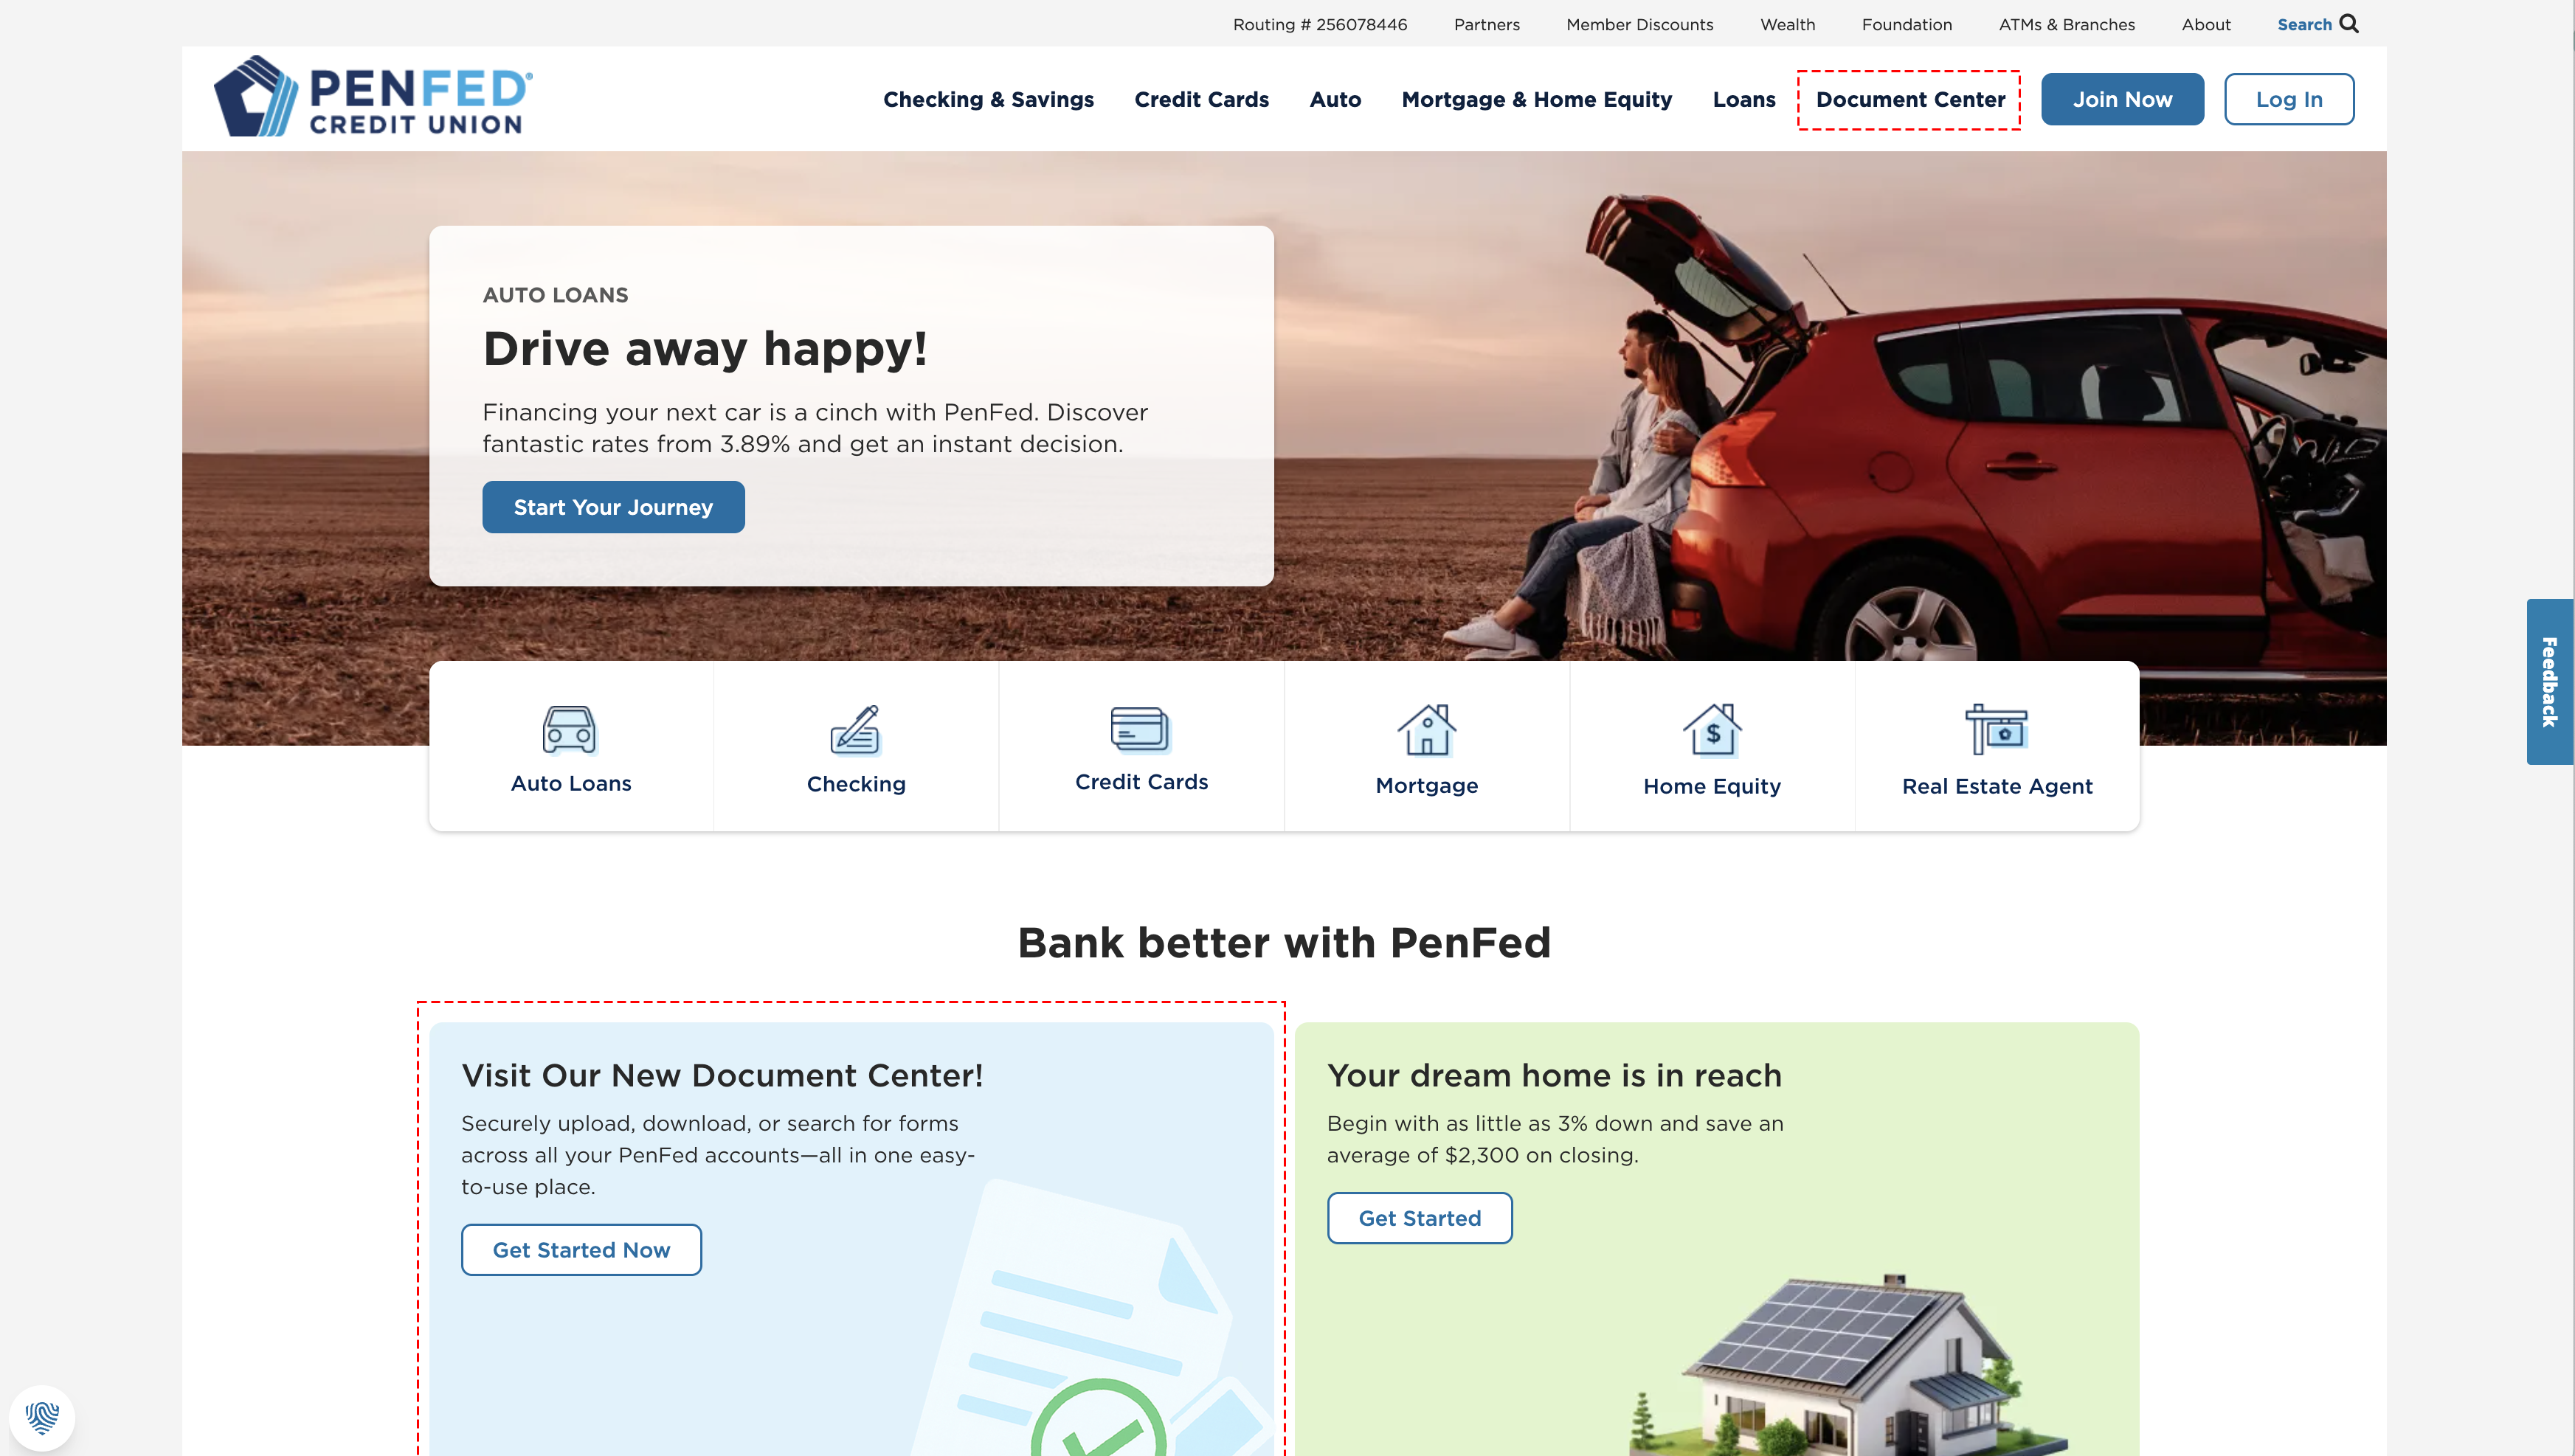 Routing # 256078446
Partners
Member Discounts
Wealth
Foundation
ATMs & Branches
About
Search
PENFED®
CREDIT UNION
Checking & Savings
Credit Cards
Auto
Mortgage & Home Equity
Loans
Document Center
Join Now
Log In
AUTO LOANS
Drive away happy!
Financing your next car is a cinch with PenFed. Discover
fantastic rates from 3.89% and get an instant decision.
Start Your Journey
Feedback
Auto Loans
Checking
Credit Cards
Mortgage
$
Home Equity
Real Estate Agent
Bank better with PenFed
Visit Our New Document Center!
Securely upload, download, or search for forms
across all your PenFed accounts—all in one easy-
to-use place.
Get Started Now
Your dream home is in reach
Begin with as little as 3% down and save an
average of $2,300 on closing.
Get Started